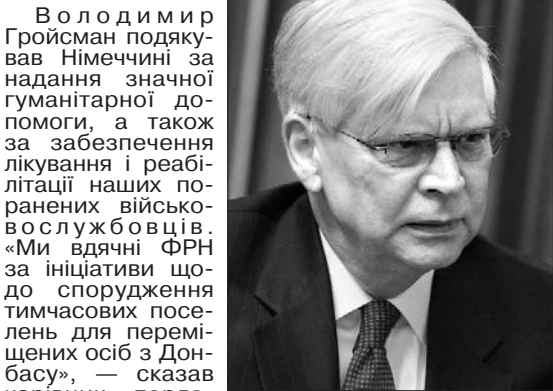 Володимир
Гройсман подяку-
вав Німеччині за
надання значної
гуманітарної до-
помоги, а також
за забезпечення
лікування і реабі-
літації наших по-
ранених військо-
вослужбовців.
«Ми вдячні ФРН
за ініціативи що-
до спорудження
тимчасових посе-
лень для перемі-
щених осіб з Дон-
басу», — сказав